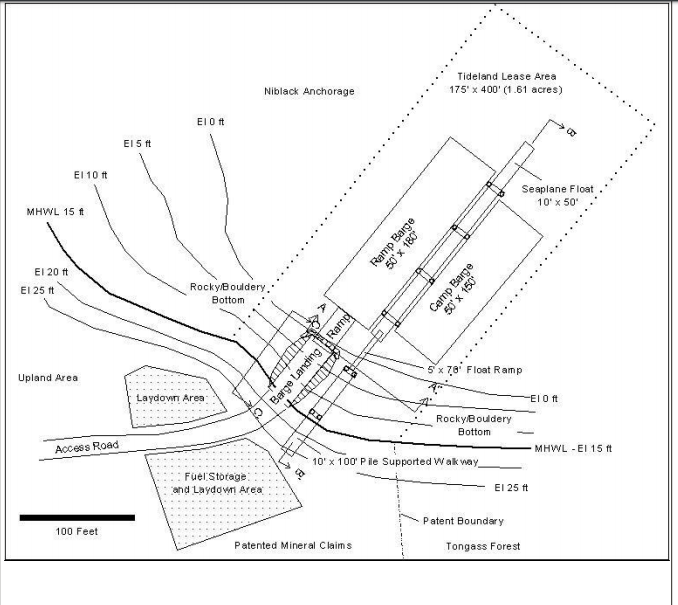 Tideland Lease Area
175' x 400' (1.61 acres)
Niblack Anchorage
El 0 ft
B'
El 5 ft
El 10 ft
Seaplane Float
10' x 50'
MHWL 15 ft
Ramp Barge
50' x 180'
El 20 ft
El 25 ft
Camp Barge
50' x 150'
Rocky/Bouldery
Bottom
A
C'
Ramp
Barge Landing
5' x 70' Float Ramp
Upland Area
Laydown Area
A'
El 0 ft
C
Rocky/Bouldery
Bottom
Access Road
MHWL - El 15 ft
B'
10' x 100' Pile Supported Walkway
Fuel Storage
and Laydown Area
El 25 ft
100 Feet
Patent Boundary
Patented Mineral Claims
Tongass Forest